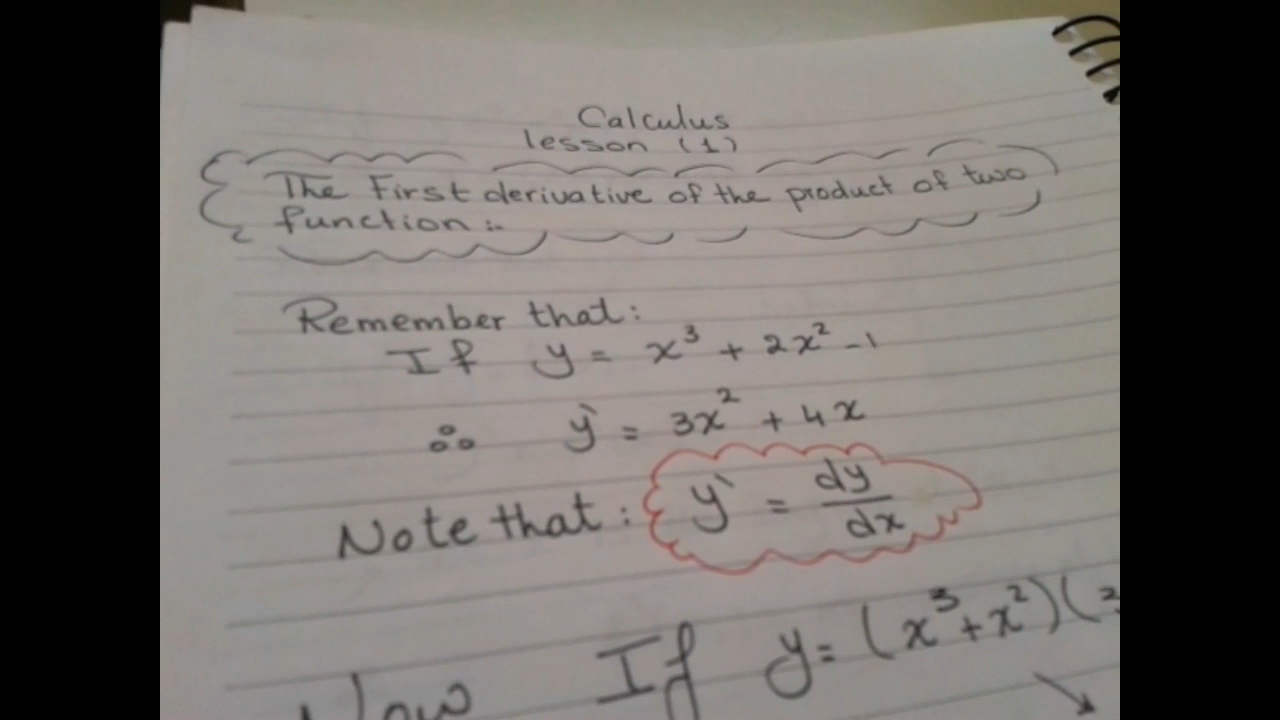 Calculus
lesson (1)
The First derivative of the product of two
function :-
Remember that:
If y = x³ + 2x² - 1
∴ y` = 3x² + 4x
Note that: y` = dy/dx
Now If y = (x³ + x²)(